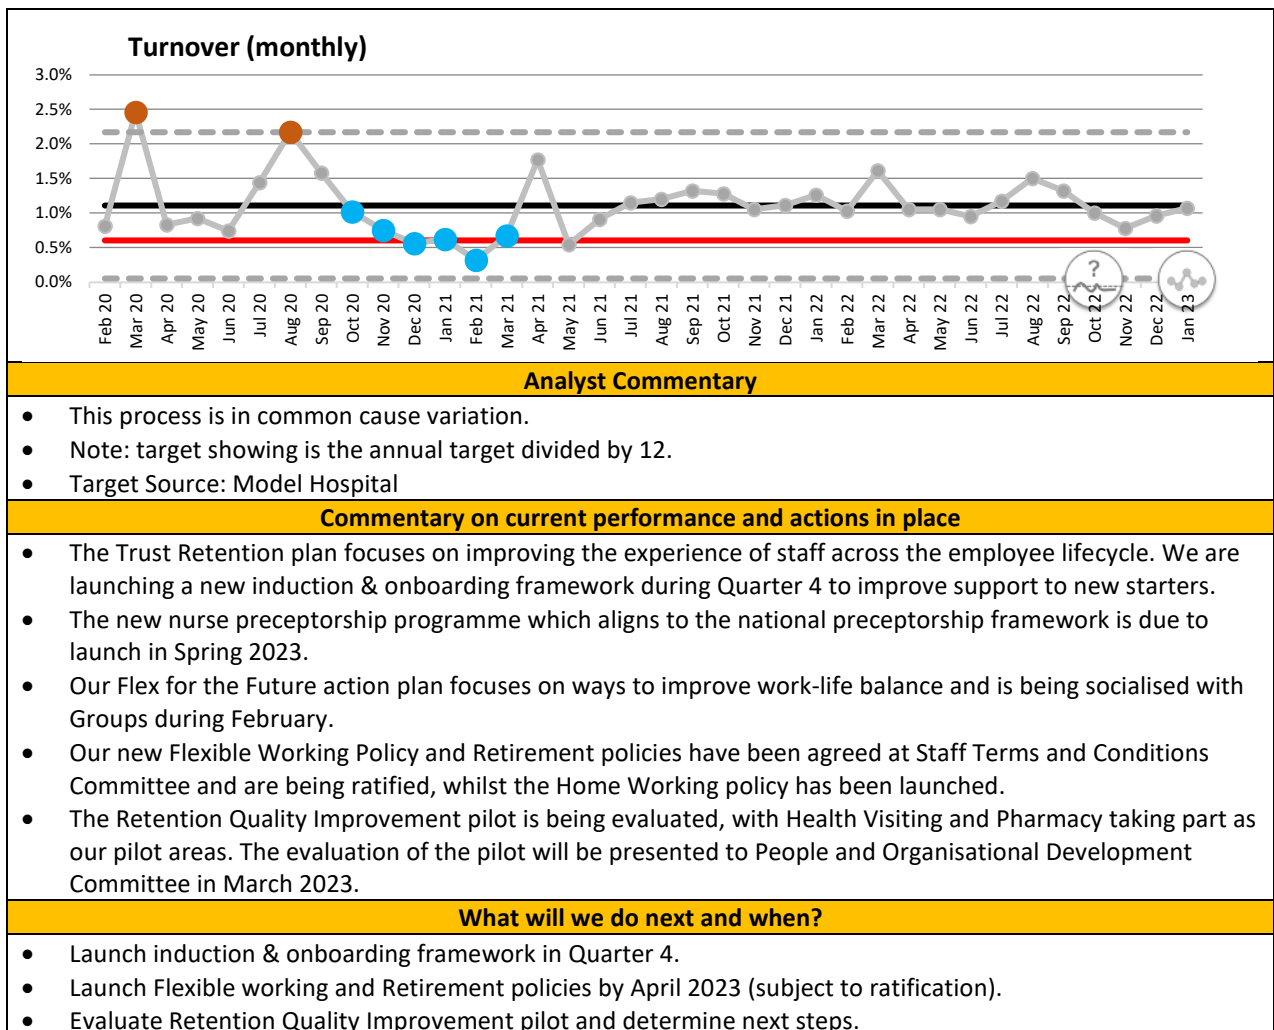 Turnover (monthly)
3.0%
2.5%
2.0%
1.5%
1.0%
0.5%
0.0%
?
Feb 20
Mar 20
Apr 20
May 20
Jun 20
Jul 20
Aug 20
Sep 20
Oct 20
Nov 20
Dec 20
Jan 21
Feb 21
Mar 21
Apr 21
May 21
Jun 21
Jul 21
Aug 21
Sep 21
Oct 21
Nov 21
Dec 21
Jan 22
Feb 22
Mar 22
Apr 22
May 22
Jun 22
Jul 22
Aug 22
Sep 22
Oct 22
Nov 22
Dec 22
Jan 23
Analyst Commentary
• This process is in common cause variation.
• Note: target showing is the annual target divided by 12.
• Target Source: Model Hospital
Commentary on current performance and actions in place
• The Trust Retention plan focuses on improving the experience of staff across the employee lifecycle. We are
launching a new induction & onboarding framework during Quarter 4 to improve support to new starters.
• The new nurse preceptorship programme which aligns to the national preceptorship framework is due to
launch in Spring 2023.
• Our Flex for the Future action plan focuses on ways to improve work-life balance and is being socialised with
Groups during February.
• Our new Flexible Working Policy and Retirement policies have been agreed at Staff Terms and Conditions
Committee and are being ratified, whilst the Home Working policy has been launched.
• The Retention Quality Improvement pilot is being evaluated, with Health Visiting and Pharmacy taking part as
our pilot areas. The evaluation of the pilot will be presented to People and Organisational Development
Committee in March 2023.
What will we do next and when?
• Launch induction & onboarding framework in Quarter 4.
• Launch Flexible working and Retirement policies by April 2023 (subject to ratification).
• Evaluate Retention Quality Improvement pilot and determine next steps.